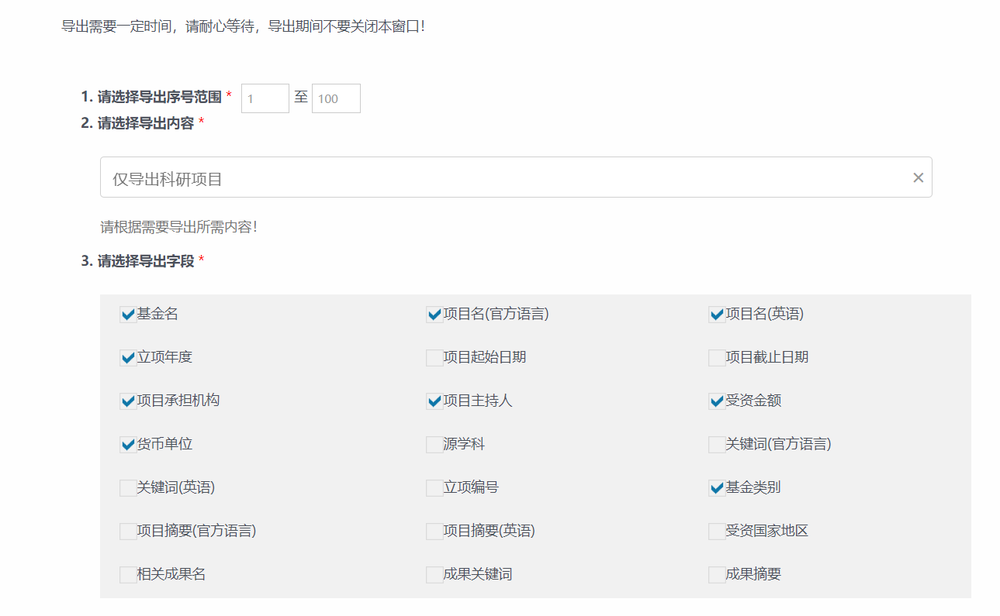 导出需要一定时间，请耐心等待，导出期间不要关闭本窗口！
1. 请选择导出序号范围 * 1 至 100
2. 请选择导出内容 *
仅导出科研项目 ×
请根据需要导出所需内容！
3. 请选择导出字段 *
基金名 项目名(官方语言) 项目名(英语)
立项年度 项目起始日期 项目截止日期
项目承担机构 项目主持人 受资金额
货币单位 源学科 关键词(官方语言)
关键词(英语) 立项编号 基金类别
项目摘要(官方语言) 项目摘要(英语) 受资国家地区
相关成果名 成果关键词 成果摘要